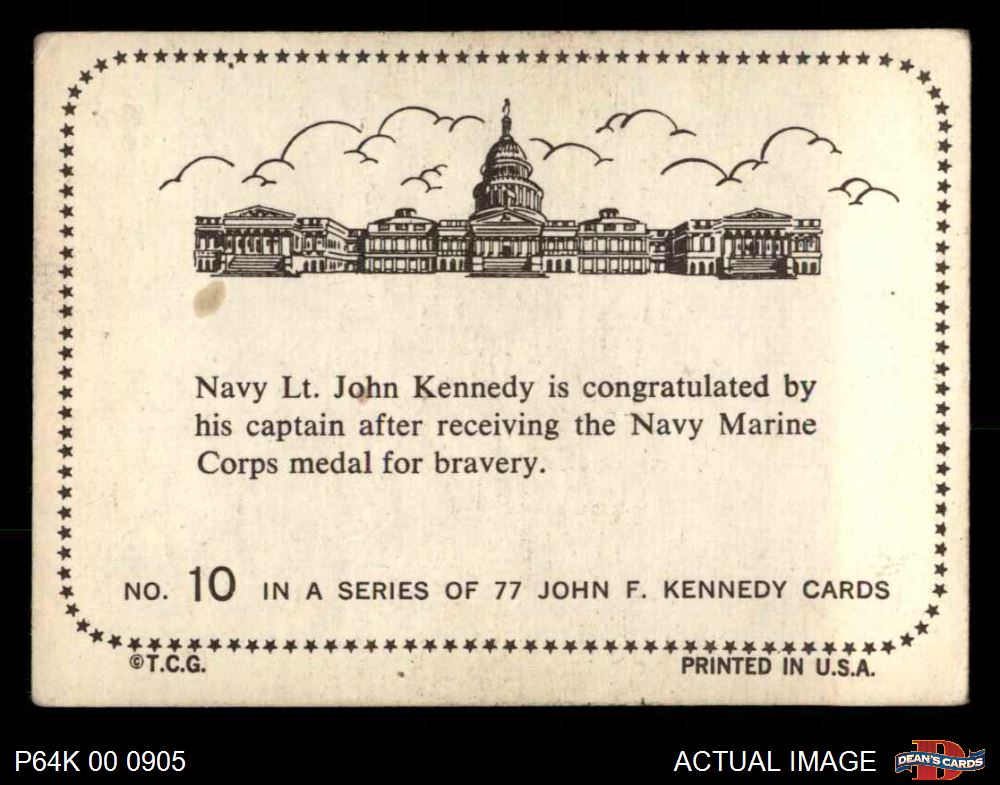 Navy Lt. John Kennedy is congratulated by
his captain after receiving the Navy Marine
Corps medal for bravery.
NO. 10 IN A SERIES OF 77 JOHN F. KENNEDY CARDS
©T.C.G. PRINTED IN U.S.A.
P64K 00 0905 ACTUAL IMAGE D DEAN'S CARDS